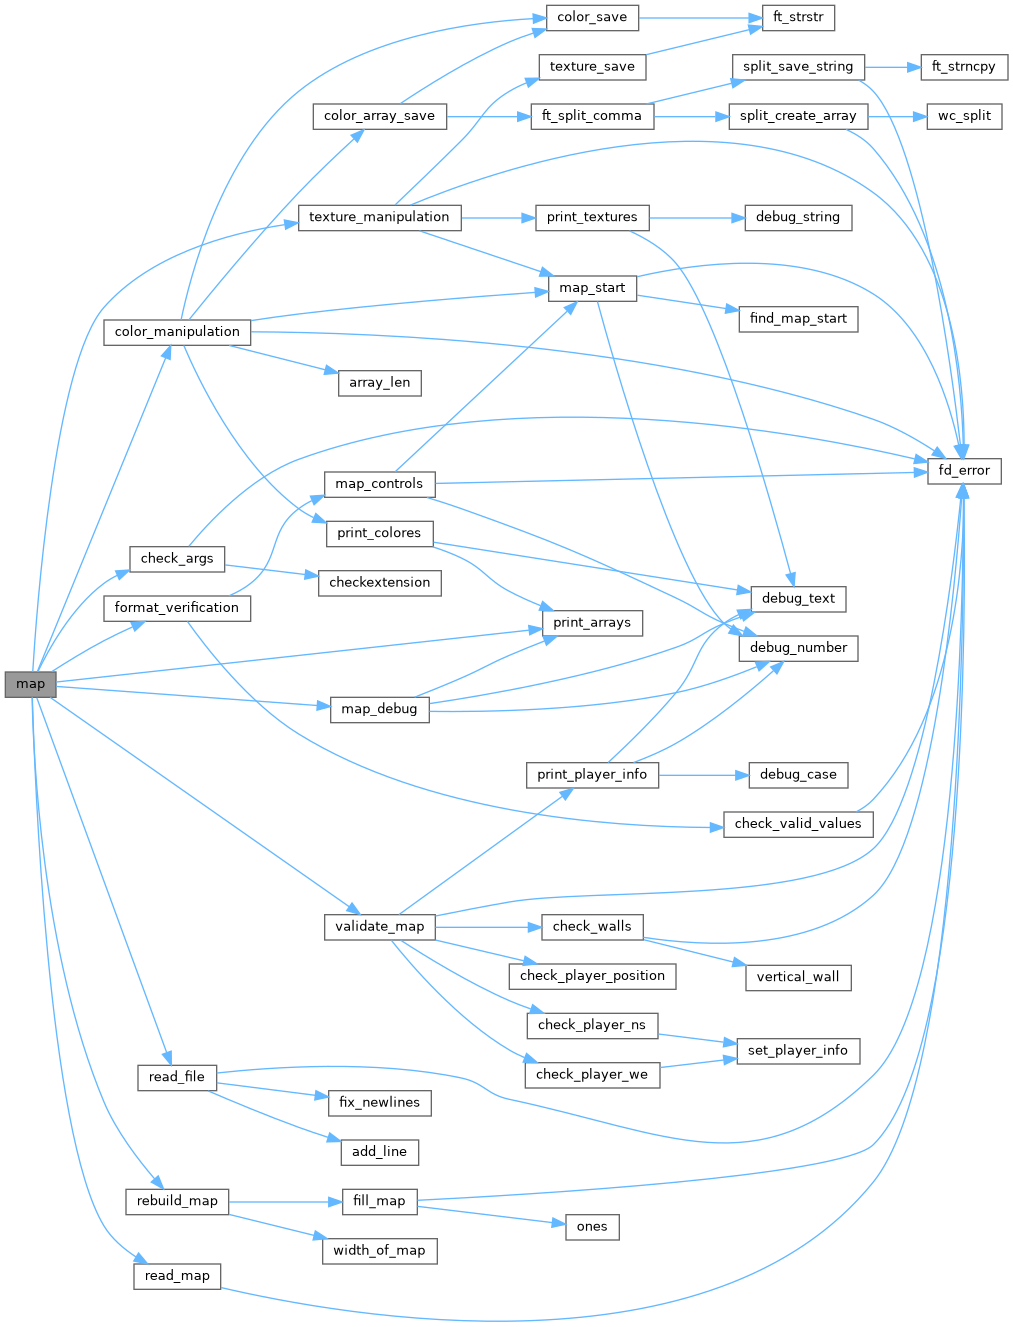 color_save
ft_strstr
texture_save
split_save_string
ft_strncpy
color_array_save
ft_split_comma
split_create_array
wc_split
texture_manipulation
print_textures
debug_string
map_start
find_map_start
color_manipulation
array_len
fd_error
map_controls
print_colores
check_args
checkextension
debug_text
format_verification
print_arrays
debug_number
map
map_debug
print_player_info
debug_case
check_valid_values
validate_map
check_walls
check_player_position
vertical_wall
check_player_ns
set_player_info
check_player_we
read_file
fix_newlines
add_line
rebuild_map
fill_map
ones
width_of_map
read_map